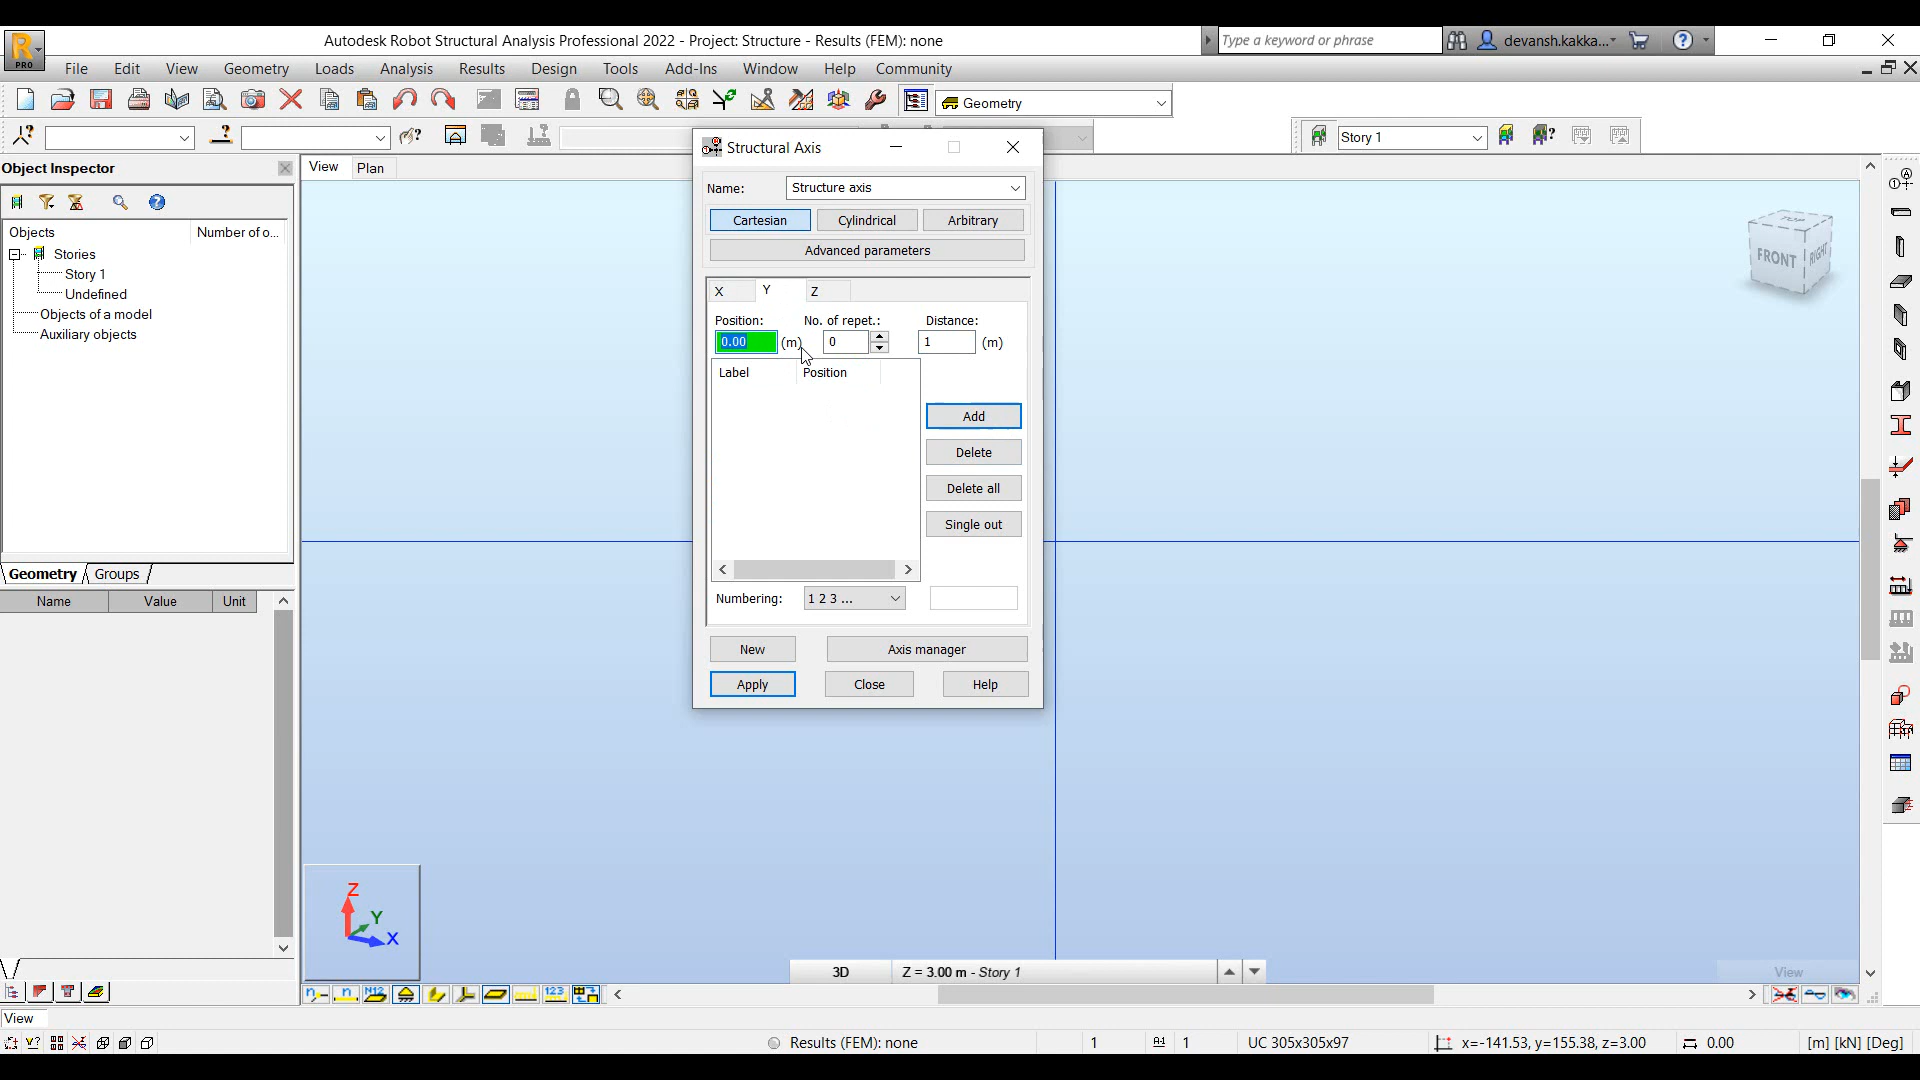 Autodesk Robot Structural Analysis Professional 2022 - Project: Structure - Results (FEM): none
Type a keyword or phrase
devansh.kakka...
PRO
File Edit View Geometry Loads Analysis Results Design Tools Add-Ins Window Help Community
Geometry
Story 1
Object Inspector
View Plan
Objects Number of o...
Stories
Story 1
Undefined
Objects of a model
Auxiliary objects
Geometry Groups
Name Value Unit
Structural Axis
Name: Structure axis
Cartesian Cylindrical Arbitrary
Advanced parameters
X Y Z
Position: No. of repet.: Distance:
0.00 (m) 0 1 (m)
Label Position
Add
Delete
Delete all
Single out
Numbering: 1 2 3 ...
New Axis manager
Apply Close Help
TOP
FRONT RIGHT
Z
Y
X
3D Z = 3.00 m - Story 1
View
View
Results (FEM): none 1 1 UC 305x305x97 x=-141.53, y=155.38, z=3.00 0.00 [m] [kN] [Deg]